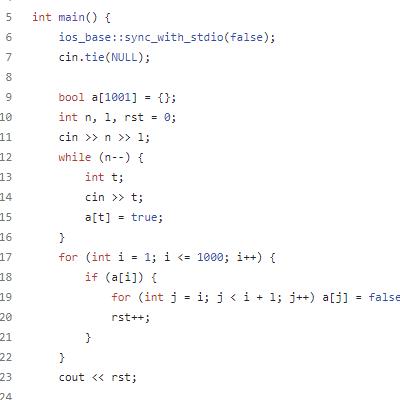 5 int main() {
6 ios_base::sync_with_stdio(false);
7 cin.tie(NULL);
8
9 bool a[1001] = {};
10 int n, l, rst = 0;
11 cin >> n >> l;
12 while (n--) {
13 int t;
14 cin >> t;
15 a[t] = true;
16 }
17 for (int i = 1; i <= 1000; i++) {
18 if (a[i]) {
19 for (int j = i; j < i + l; j++) a[j] = false
20 rst++;
21 }
22 }
23 cout << rst;
24